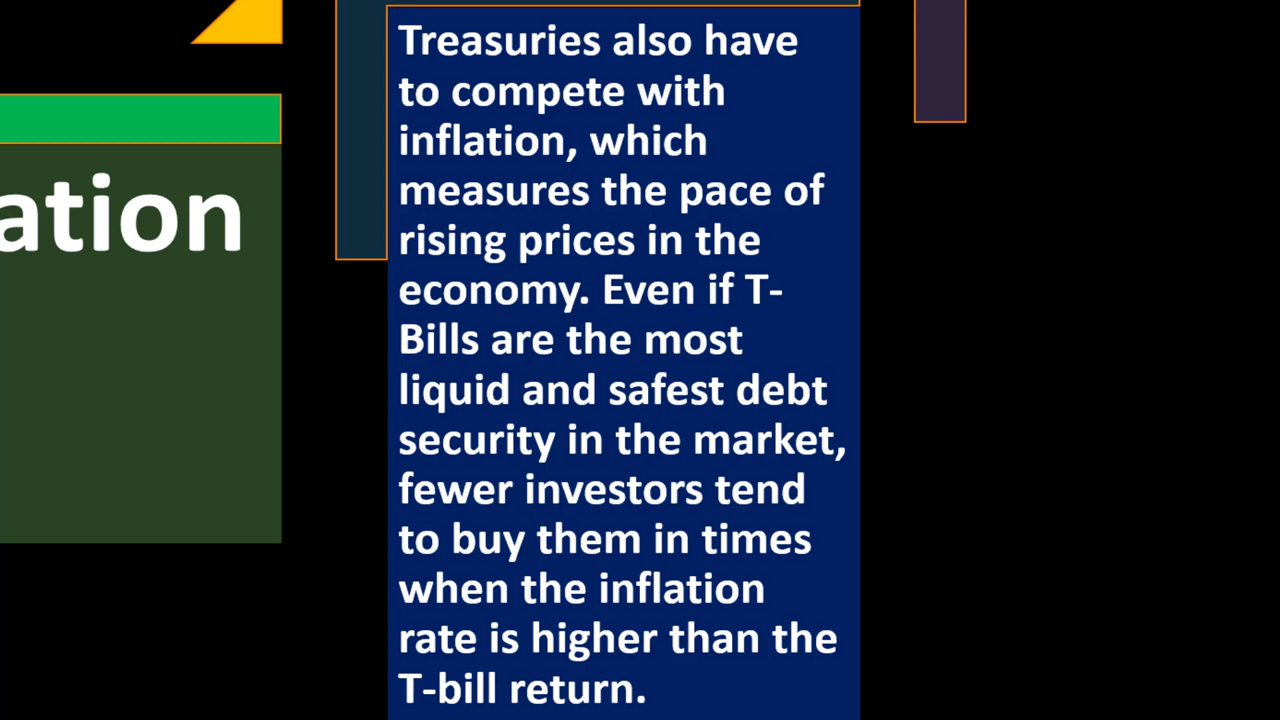 ation
Treasuries also have
to compete with
inflation, which
measures the pace of
rising prices in the
economy. Even if T-
Bills are the most
liquid and safest debt
security in the market,
fewer investors tend
to buy them in times
when the inflation
rate is higher than the
T-bill return.